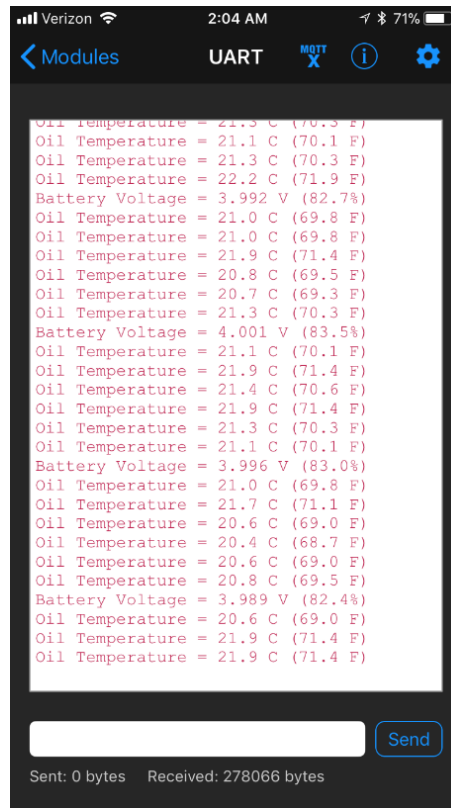 Verizon 2:04 AM 71%
Modules UART MQTT X i
Oil Temperature = 21.3 C (70.3 F)
Oil Temperature = 21.1 C (70.1 F)
Oil Temperature = 21.3 C (70.3 F)
Oil Temperature = 22.2 C (71.9 F)
Battery Voltage = 3.992 V (82.7%)
Oil Temperature = 21.0 C (69.8 F)
Oil Temperature = 21.0 C (69.8 F)
Oil Temperature = 21.9 C (71.4 F)
Oil Temperature = 20.8 C (69.5 F)
Oil Temperature = 20.7 C (69.3 F)
Oil Temperature = 21.3 C (70.3 F)
Battery Voltage = 4.001 V (83.5%)
Oil Temperature = 21.1 C (70.1 F)
Oil Temperature = 21.9 C (71.4 F)
Oil Temperature = 21.4 C (70.6 F)
Oil Temperature = 21.9 C (71.4 F)
Oil Temperature = 21.3 C (70.3 F)
Oil Temperature = 21.1 C (70.1 F)
Battery Voltage = 3.996 V (83.0%)
Oil Temperature = 21.0 C (69.8 F)
Oil Temperature = 21.7 C (71.1 F)
Oil Temperature = 20.6 C (69.0 F)
Oil Temperature = 20.4 C (68.7 F)
Oil Temperature = 20.6 C (69.0 F)
Oil Temperature = 20.8 C (69.5 F)
Battery Voltage = 3.989 V (82.4%)
Oil Temperature = 20.6 C (69.0 F)
Oil Temperature = 21.9 C (71.4 F)
Oil Temperature = 21.9 C (71.4 F)
Send
Sent: 0 bytes Received: 278066 bytes